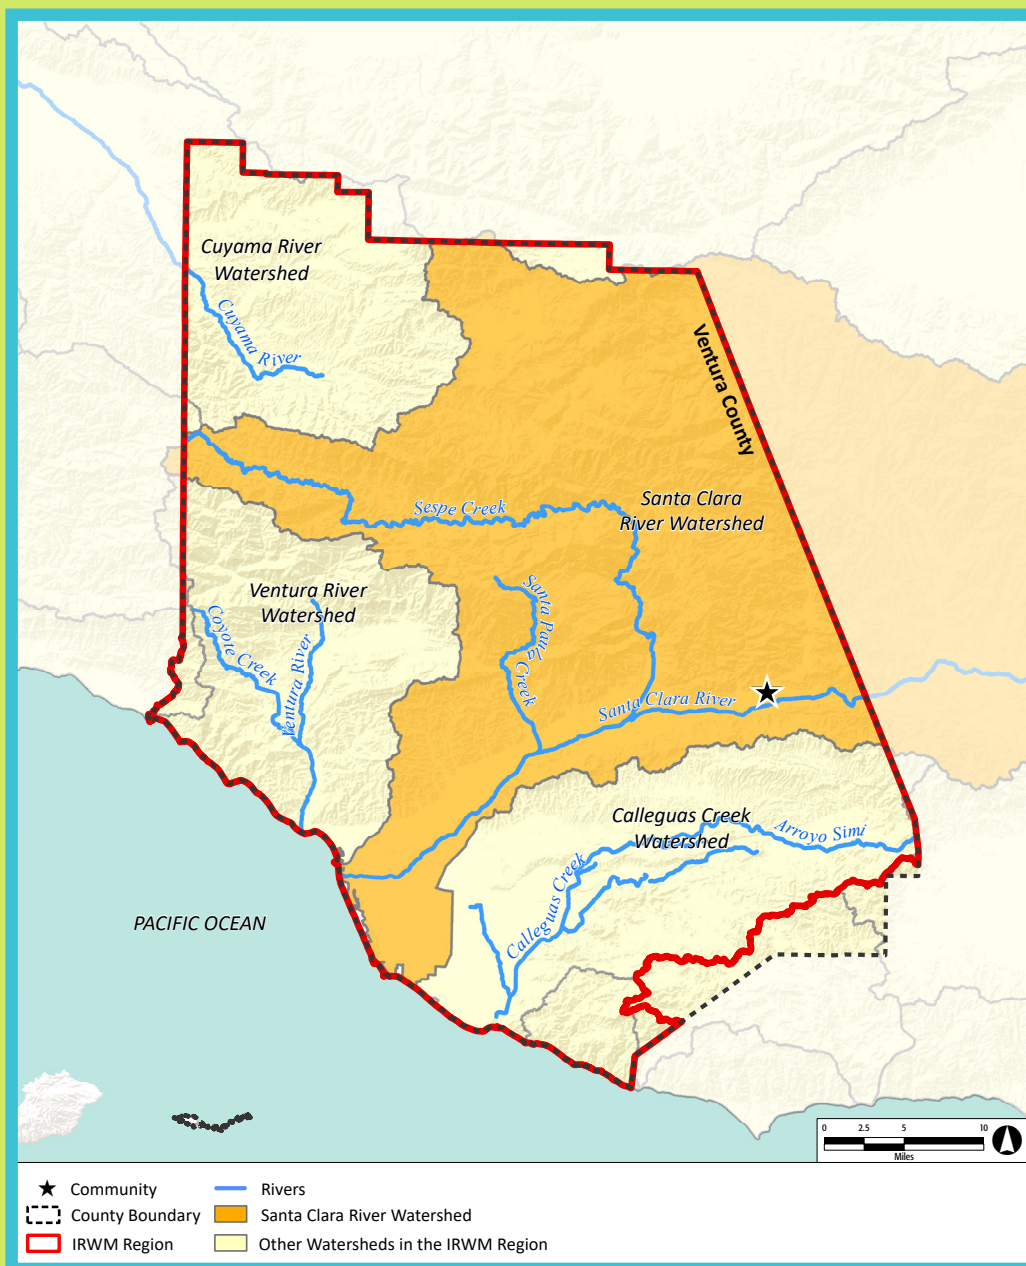 Cuyama River
Watershed
Cuyama River
Ventura County
Santa Clara
River Watershed
Sespe Creek
Ventura River
Watershed
Santa Paula
Creek
Coyote Creek
Ventura River
Santa Clara River
Calleguas Creek
Watershed
Arroyo Simi
Calleguas Creek
PACIFIC OCEAN
0 2.5 5 10
Miles
Community
Rivers
County Boundary
Santa Clara River Watershed
IRWM Region
Other Watersheds in the IRWM Region